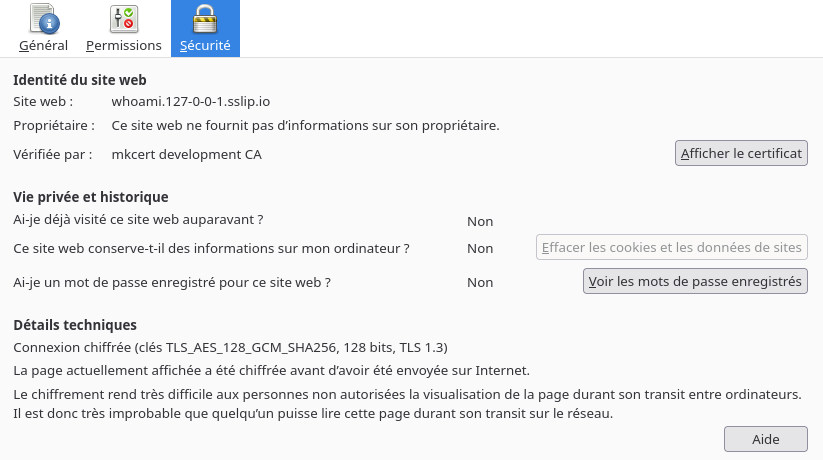 Général Permissions Sécurité
Identité du site web
Site web : whoami.127-0-0-1.sslip.io
Propriétaire : Ce site web ne fournit pas d’informations sur son propriétaire.
Vérifiée par : mkcert development CA Afficher le certificat
Vie privée et historique
Ai-je déjà visité ce site web auparavant ? Non
Ce site web conserve-t-il des informations sur mon ordinateur ? Non Effacer les cookies et les données de sites
Ai-je un mot de passe enregistré pour ce site web ? Non Voir les mots de passe enregistrés
Détails techniques
Connexion chiffrée (clés TLS_AES_128_GCM_SHA256, 128 bits, TLS 1.3)
La page actuellement affichée a été chiffrée avant d’avoir été envoyée sur Internet.
Le chiffrement rend très difficile aux personnes non autorisées la visualisation de la page durant son transit entre ordinateurs.
Il est donc très improbable que quelqu’un puisse lire cette page durant son transit sur le réseau.
Aide